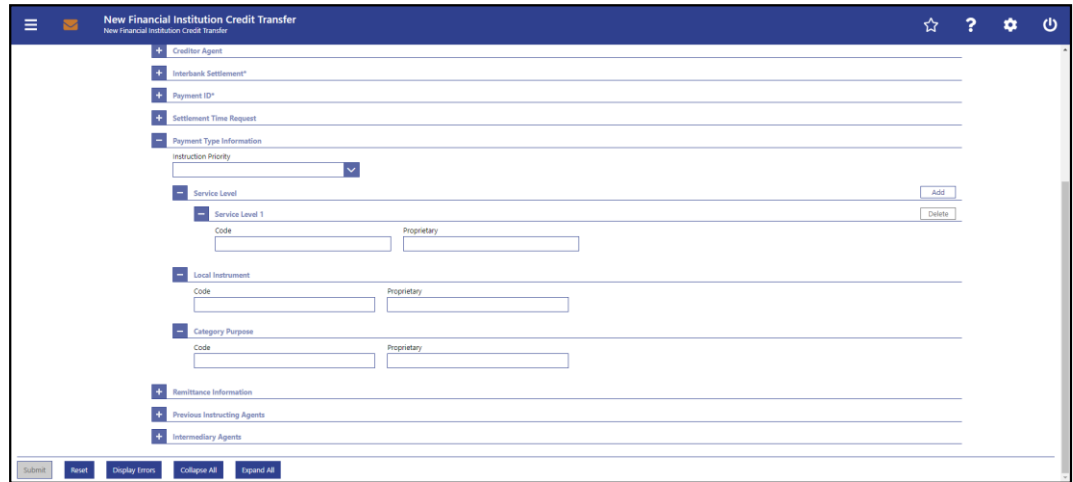 New Financial Institution Credit Transfer
New Financial Institution Credit Transfer
?
+ Creditor Agent
+ Interbank Settlement*
+ Payment ID*
+ Settlement Time Request
− Payment Type Information
Instruction Priority
− Service Level Add
− Service Level 1 Delete
Code Proprietary
− Local Instrument
Code Proprietary
− Category Purpose
Code Proprietary
+ Remittance Information
+ Previous Instructing Agents
+ Intermediary Agents
Submit Reset Display Errors Collapse All Expand All